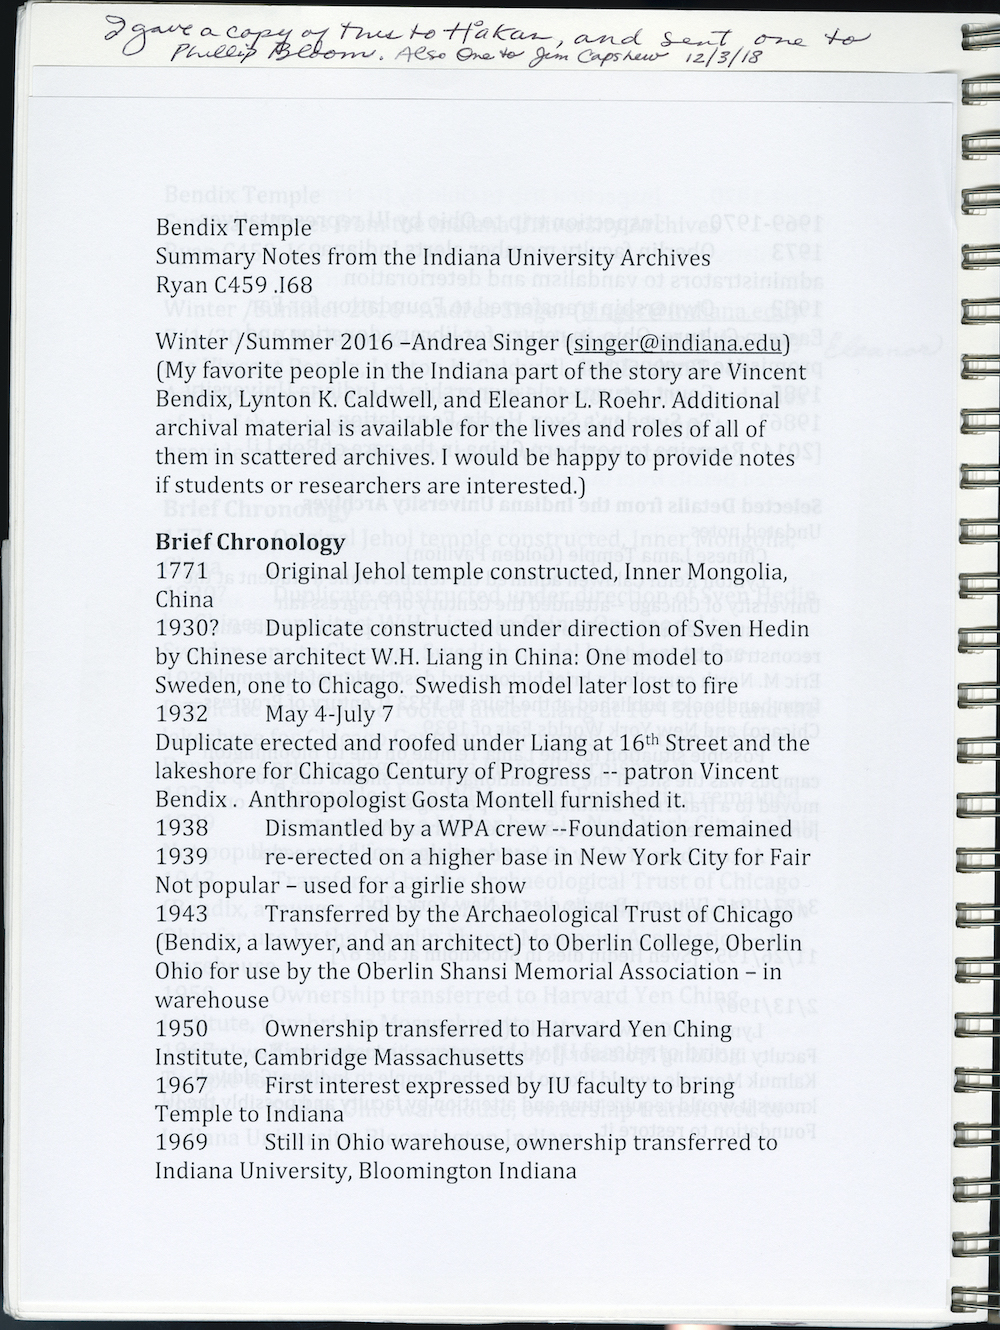 I gave a copy of this to Håkan, and sent one to
Phillip Bloom. Also One to Jim Capshew 12/3/18
Bendix Temple
Summary Notes from the Indiana University Archives
Ryan C459 .I68
Winter /Summer 2016 –Andrea Singer (singer@indiana.edu)
(My favorite people in the Indiana part of the story are Vincent
Bendix, Lynton K. Caldwell, and Eleanor L. Roehr. Additional
archival material is available for the lives and roles of all of
them in scattered archives. I would be happy to provide notes
if students or researchers are interested.)
Brief Chronology
1771 Original Jehol temple constructed, Inner Mongolia,
China
1930? Duplicate constructed under direction of Sven Hedin
by Chinese architect W.H. Liang in China: One model to
Sweden, one to Chicago. Swedish model later lost to fire
1932 May 4-July 7
Duplicate erected and roofed under Liang at 16th Street and the
lakeshore for Chicago Century of Progress -- patron Vincent
Bendix . Anthropologist Gosta Montell furnished it.
1938 Dismantled by a WPA crew --Foundation remained
1939 re-erected on a higher base in New York City for Fair
Not popular – used for a girlie show
1943 Transferred by the Archaeological Trust of Chicago
(Bendix, a lawyer, and an architect) to Oberlin College, Oberlin
Ohio for use by the Oberlin Shansi Memorial Association – in
warehouse
1950 Ownership transferred to Harvard Yen Ching
Institute, Cambridge Massachusetts
1967 First interest expressed by IU faculty to bring
Temple to Indiana
1969 Still in Ohio warehouse, ownership transferred to
Indiana University, Bloomington Indiana